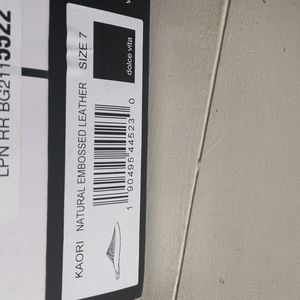 LPN RR BG2115522
KAORI NATURAL EMBOSSED LEATHER SIZE 7
1 90495 44523 0
dolce vita